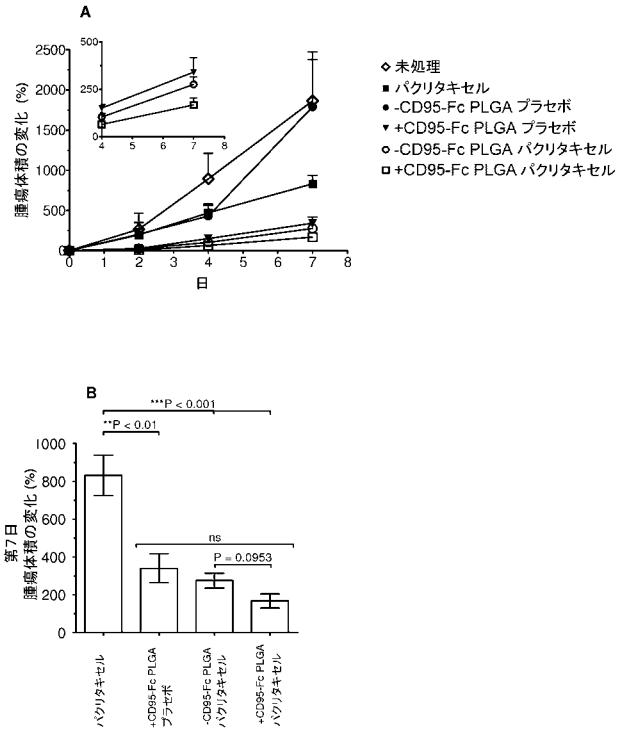 A
腫瘍体積の変化 (%)
2500
2000
1500
1000
500
0
0 1 2 3 4 5 6 7 8
日
500
250
0
4 5 6 7 8
未処理
パクリタキセル
-CD95-Fc PLGA プラセボ
+CD95-Fc PLGA プラセボ
-CD95-Fc PLGA パクリタキセル
+CD95-Fc PLGA パクリタキセル
B
***P < 0.001
**P < 0.01
ns
P = 0.0953
第7日
腫瘍体積の変化 (%)
1000
800
600
400
200
0
パクリタキセル
+CD95-Fc PLGA
プラセボ
-CD95-Fc PLGA
パクリタキセル
+CD95-Fc PLGA
パクリタキセル